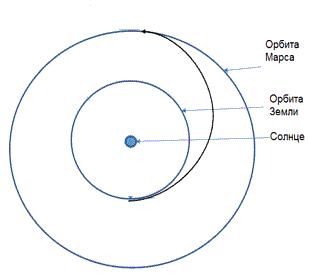 Орбита
Марса
Орбита
Земли
Солнце